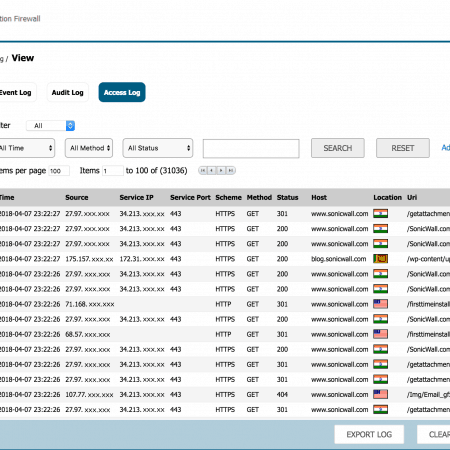 tion Firewall
g / View
Event Log Audit Log Access Log
lter All
All Time All Method All Status SEARCH RESET Ad
ems per page 100 Items 1 to 100 of (31036)
Time Source Service IP Service Port Scheme Method Status Host Location Uri
2018-04-07 23:22:27 27.97. xxx.xxx 34.213. xxx.xx 443 HTTPS GET 301 www.sonicwall.com /getattachmen
2018-04-07 23:22:27 27.97. xxx.xxx 34.213. xxx.xx 443 HTTPS GET 200 www.sonicwall.com /SonicWall.com
2018-04-07 23:22:27 27.97. xxx.xxx 34.213. xxx.xx 443 HTTPS GET 200 www.sonicwall.com /SonicWall.com
2018-04-07 23:22:27 175.157. xxx.xx 172.31. xxx.xx 443 HTTPS GET 200 blog.sonicwall.com /wp-content/up
2018-04-07 23:22:26 27.97. xxx.xxx 34.213. xxx.xx 443 HTTPS GET 200 www.sonicwall.com /SonicWall.com
2018-04-07 23:22:26 27.97. xxx.xxx 34.213. xxx.xx 443 HTTPS GET 301 www.sonicwall.com /getattachmen
2018-04-07 23:22:26 71.168. xxx.xxx HTTP GET 301 www.sonicwall.com /firsttimeinstal
2018-04-07 23:22:26 27.97. xxx.xxx 34.213. xxx.xx 443 HTTPS GET 200 www.sonicwall.com /SonicWall.com
2018-04-07 23:22:26 68.57. xxx.xxx HTTP GET 301 www.sonicwall.com /firsttimeinstal
2018-04-07 23:22:26 27.97. xxx.xxx 34.213. xxx.xx 443 HTTPS GET 200 www.sonicwall.com /getattachmen
2018-04-07 23:22:26 27.97. xxx.xxx 34.213. xxx.xx 443 HTTPS GET 301 www.sonicwall.com /getattachmen
2018-04-07 23:22:26 107.77. xxx.xxx 34.213. xxx.xx 443 HTTPS GET 404 www.sonicwall.com /Img/Email_gf
2018-04-07 23:22:26 27.97. xxx.xxx 34.213. xxx.xx 443 HTTPS GET 301 www.sonicwall.com /SonicWall.com
EXPORT LOG CLEAR